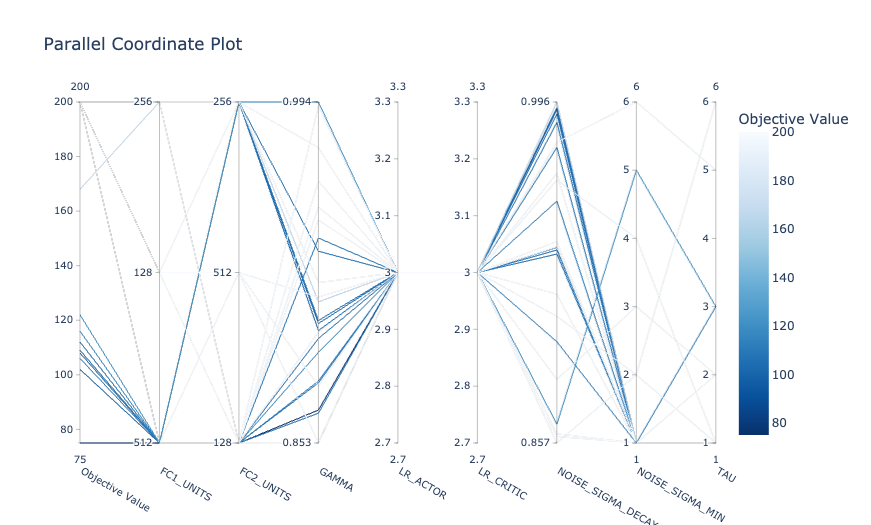 Parallel Coordinate Plot
200 3.3 3.3 6 6
200 256 256 0.994 3.3 3.3 0.996 6 6
180
160
140
120
100
80
128
512
512
128
0.853
3.2
3.1
3
2.9
2.8
2.7
3.2
3.1
3
2.9
2.8
2.7
0.857
5
4
3
2
1
5
4
3
2
1
75 2.7 2.7 1 1
Objective Value
FC1_UNITS
FC2_UNITS
GAMMA
LR_ACTOR
LR_CRITIC
NOISE_SIGMA_DECAY
NOISE_SIGMA_MIN
TAU
Objective Value
200
180
160
140
120
100
80